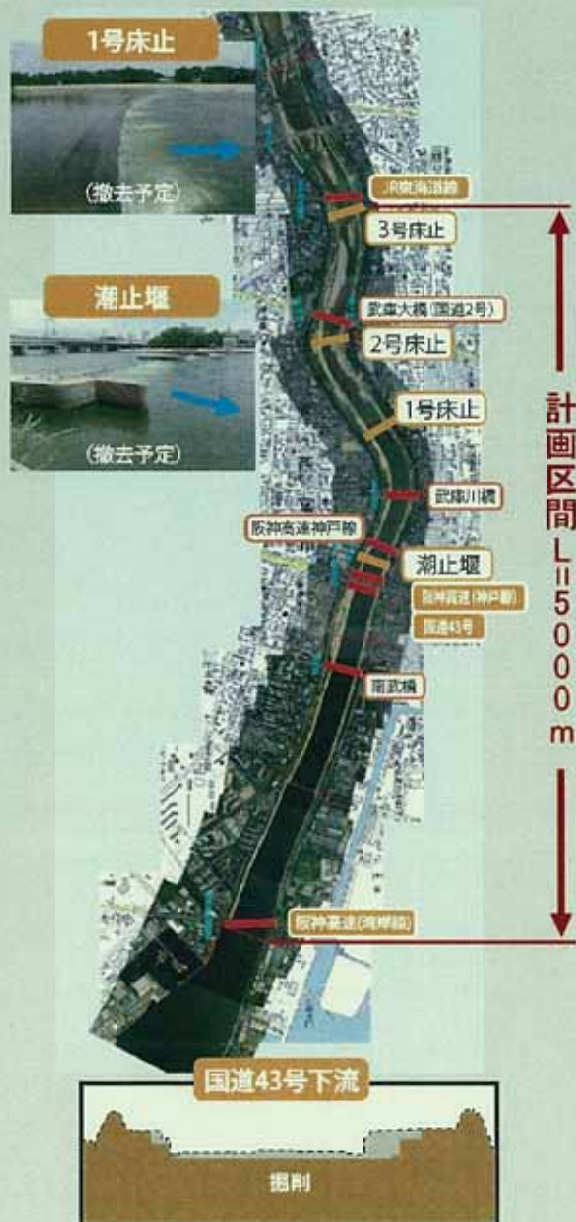 1号床止
(撤去予定)
潮止堰
(撤去予定)
JR東海道線
3号床止
武庫大橋(国道2号)
2号床止
1号床止
武庫川橋
阪神高速神戸線
潮止堰
阪神高速(神戸線)
国道43号
南武橋
阪神高速(湾岸線)
計画区間 L=5000m
国道43号下流
掘削